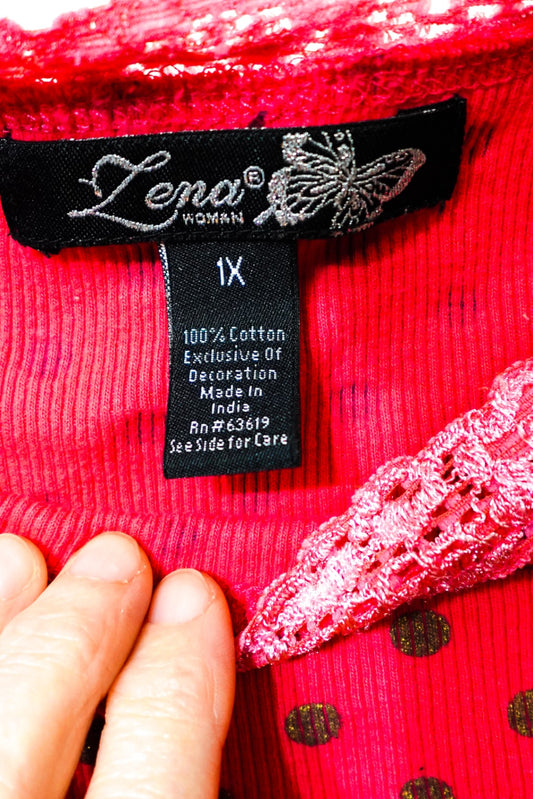 Zena®
WOMAN
1X
100% Cotton
Exclusive Of
Decoration
Made In
India
Rn#63619
See Side for Care